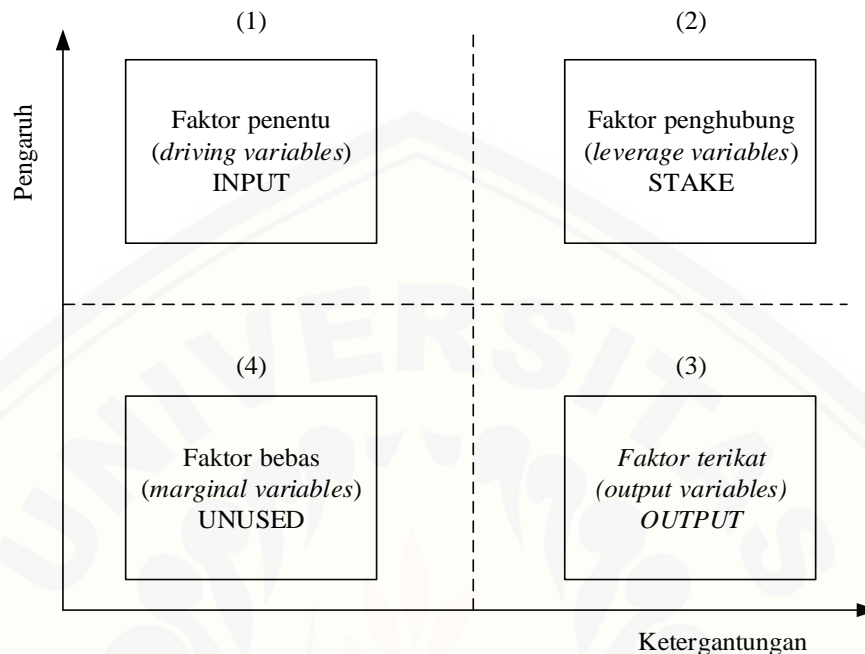 (1)
(2)
Pengaruh
Faktor penentu
(driving variables)
INPUT
Faktor penghubung
(leverage variables)
STAKE
(4)
(3)
Faktor bebas
(marginal variables)
UNUSED
Faktor terikat
(output variables)
OUTPUT
Ketergantungan
UNIVERSITAS